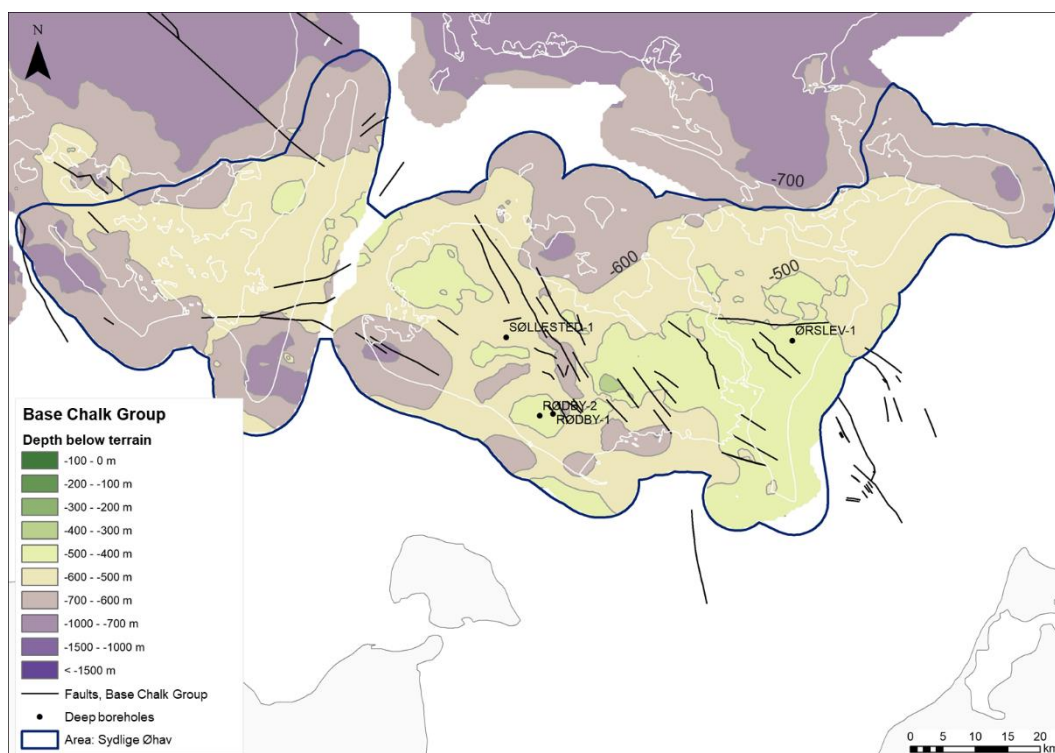 N
-700
-600
-500
SØLLESTED-1
ØRSLEV-1
RØDBY-2
RØDBY-1
Base Chalk Group
Depth below terrain
-100 - 0 m
-200 - -100 m
-300 - -200 m
-400 - -300 m
-500 - -400 m
-600 - -500 m
-700 - -600 m
-1000 - -700 m
-1500 - -1000 m
< -1500 m
Faults, Base Chalk Group
Deep boreholes
Area: Sydlige Øhav
0 5 10 15 20
km